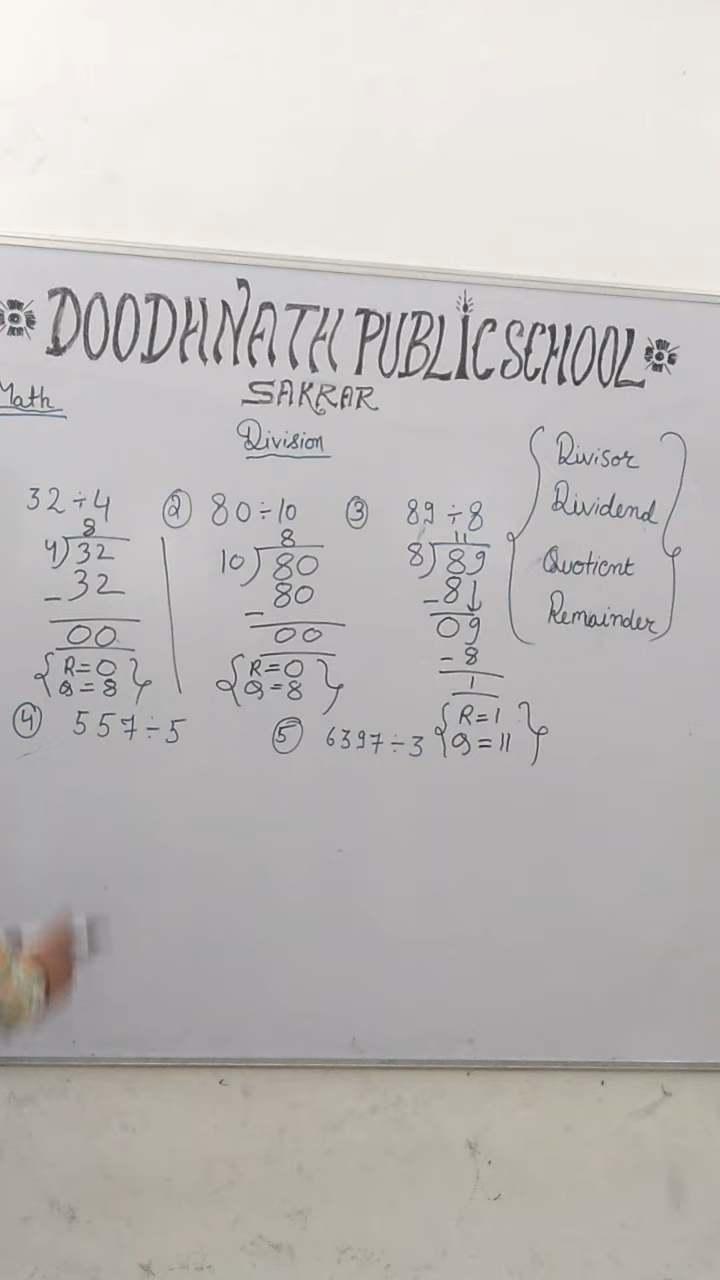 DOODHNATH PUBLIC SCHOOL
SAKRAR
Math
Division
32÷4
8
4)32
-32
00
R=0
Q=8
② 80÷10
8
10)80
-80
00
R=0
Q=8
③ 89÷8
11
8)89
-8↓
09
-8
1
R=1
Q=11
Divisor
Dividend
Quotient
Remainder
④ 557÷5
⑤ 6397÷3